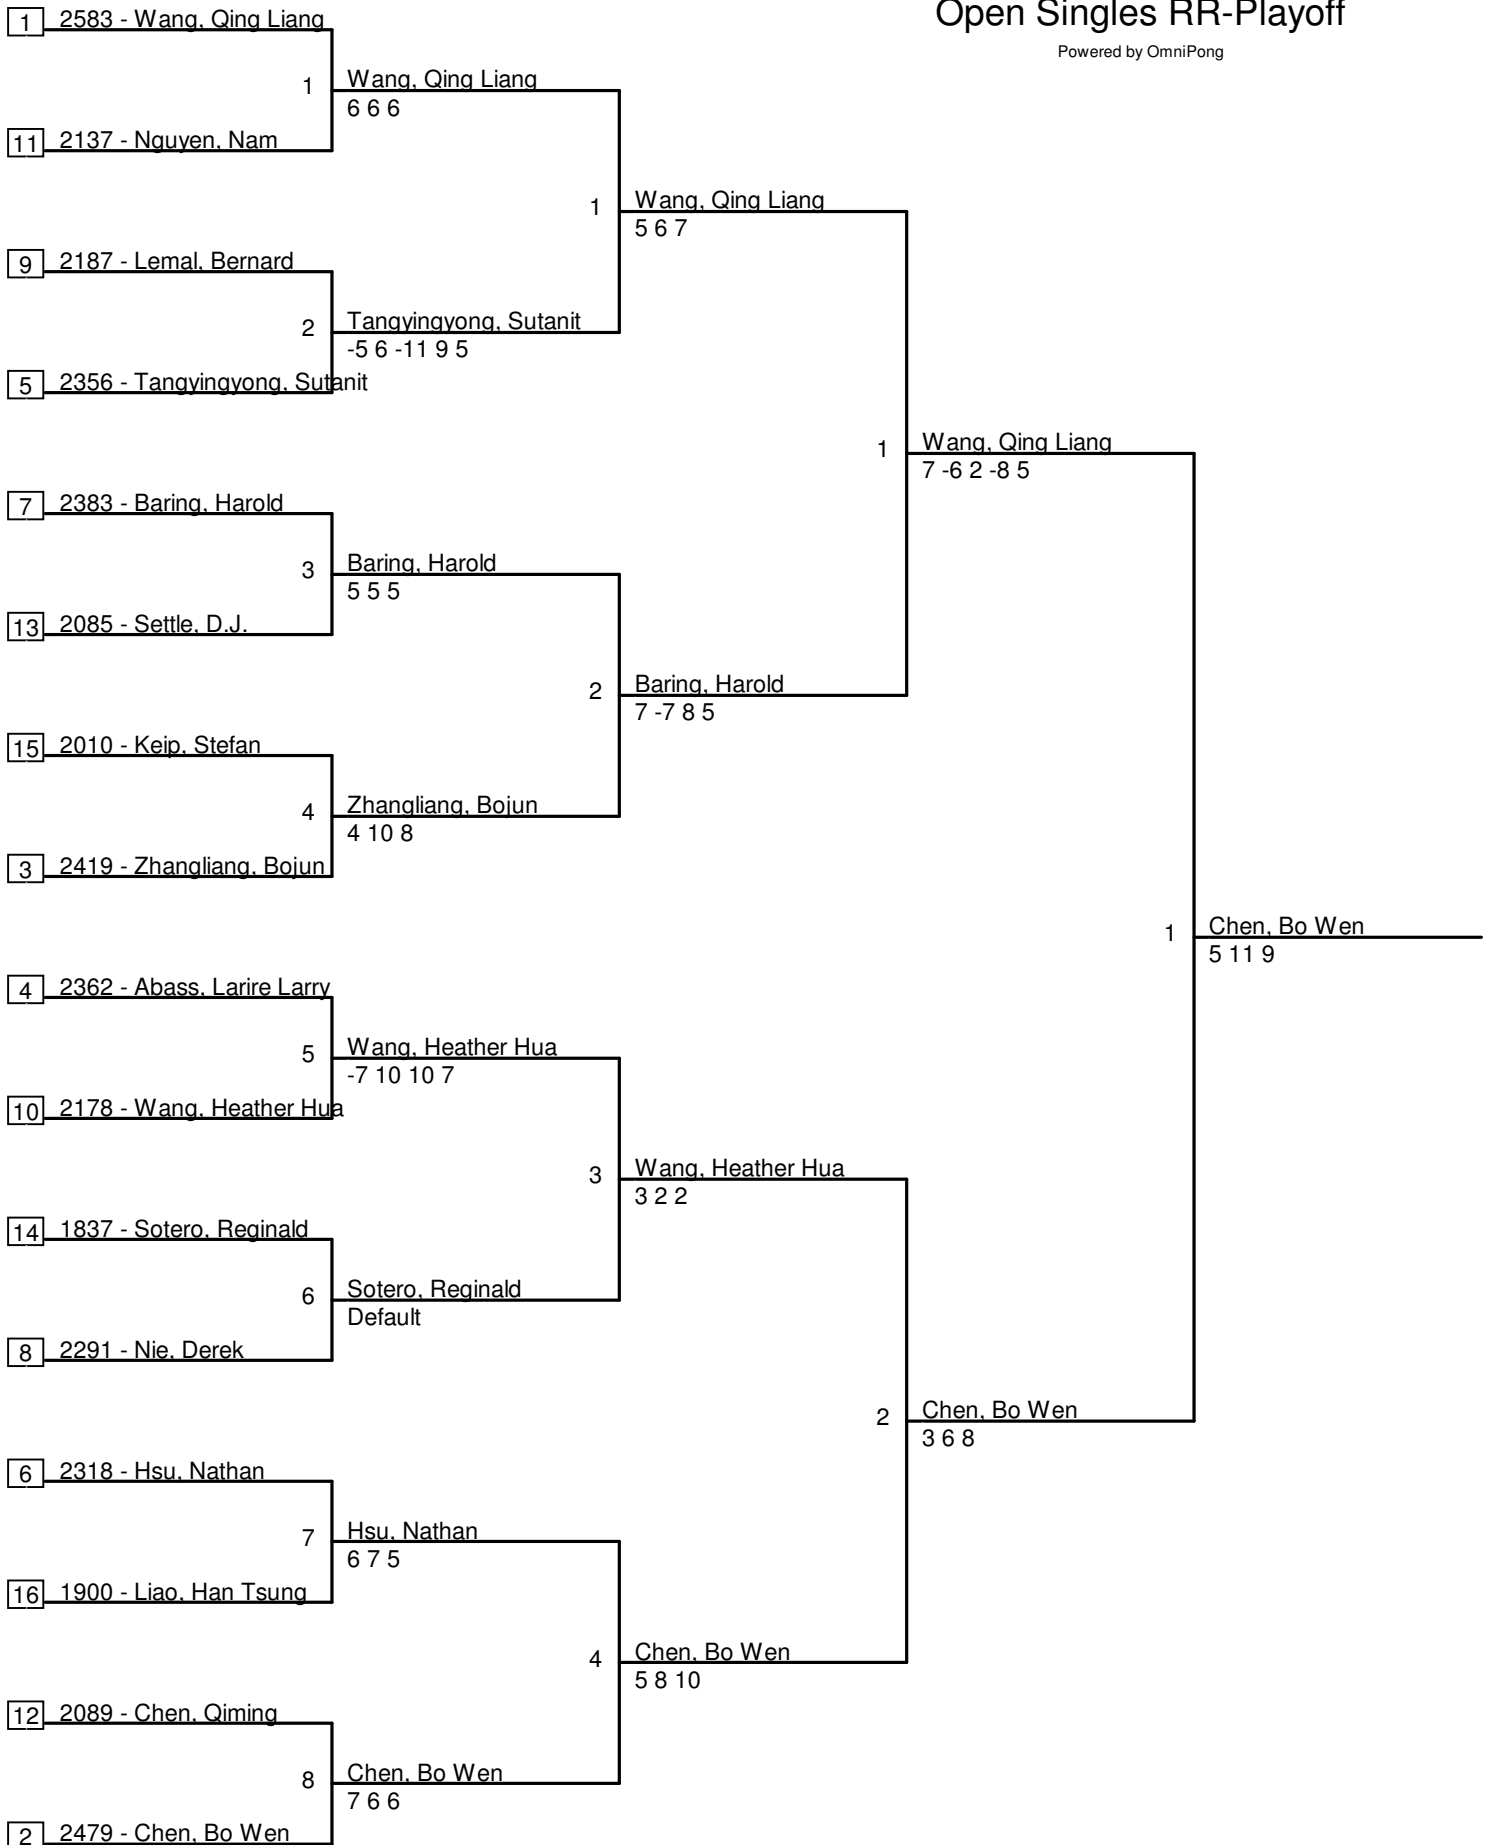 Open Singles RR-Playoff
Powered by OmniPong
1 2583 - Wang, Qing Liang
1 Wang, Qing Liang
6 6 6
11 2137 - Nguyen, Nam
1 Wang, Qing Liang
5 6 7
9 2187 - Lemal, Bernard
2 Tangyingyong, Sutanit
-5 6 -11 9 5
5 2356 - Tangyingyong, Sutanit
1 Wang, Qing Liang
7 -6 2 -8 5
7 2383 - Baring, Harold
3 Baring, Harold
5 5 5
13 2085 - Settle, D.J.
2 Baring, Harold
7 -7 8 5
15 2010 - Keip, Stefan
4 Zhangliang, Bojun
4 10 8
3 2419 - Zhangliang, Bojun
1 Chen, Bo Wen
5 11 9
4 2362 - Abass, Larire Larry
5 Wang, Heather Hua
-7 10 10 7
10 2178 - Wang, Heather Hua
3 Wang, Heather Hua
3 2 2
14 1837 - Sotero, Reginald
6 Sotero, Reginald
Default
8 2291 - Nie, Derek
2 Chen, Bo Wen
3 6 8
6 2318 - Hsu, Nathan
7 Hsu, Nathan
6 7 5
16 1900 - Liao, Han Tsung
4 Chen, Bo Wen
5 8 10
12 2089 - Chen, Qiming
8 Chen, Bo Wen
7 6 6
2 2479 - Chen, Bo Wen